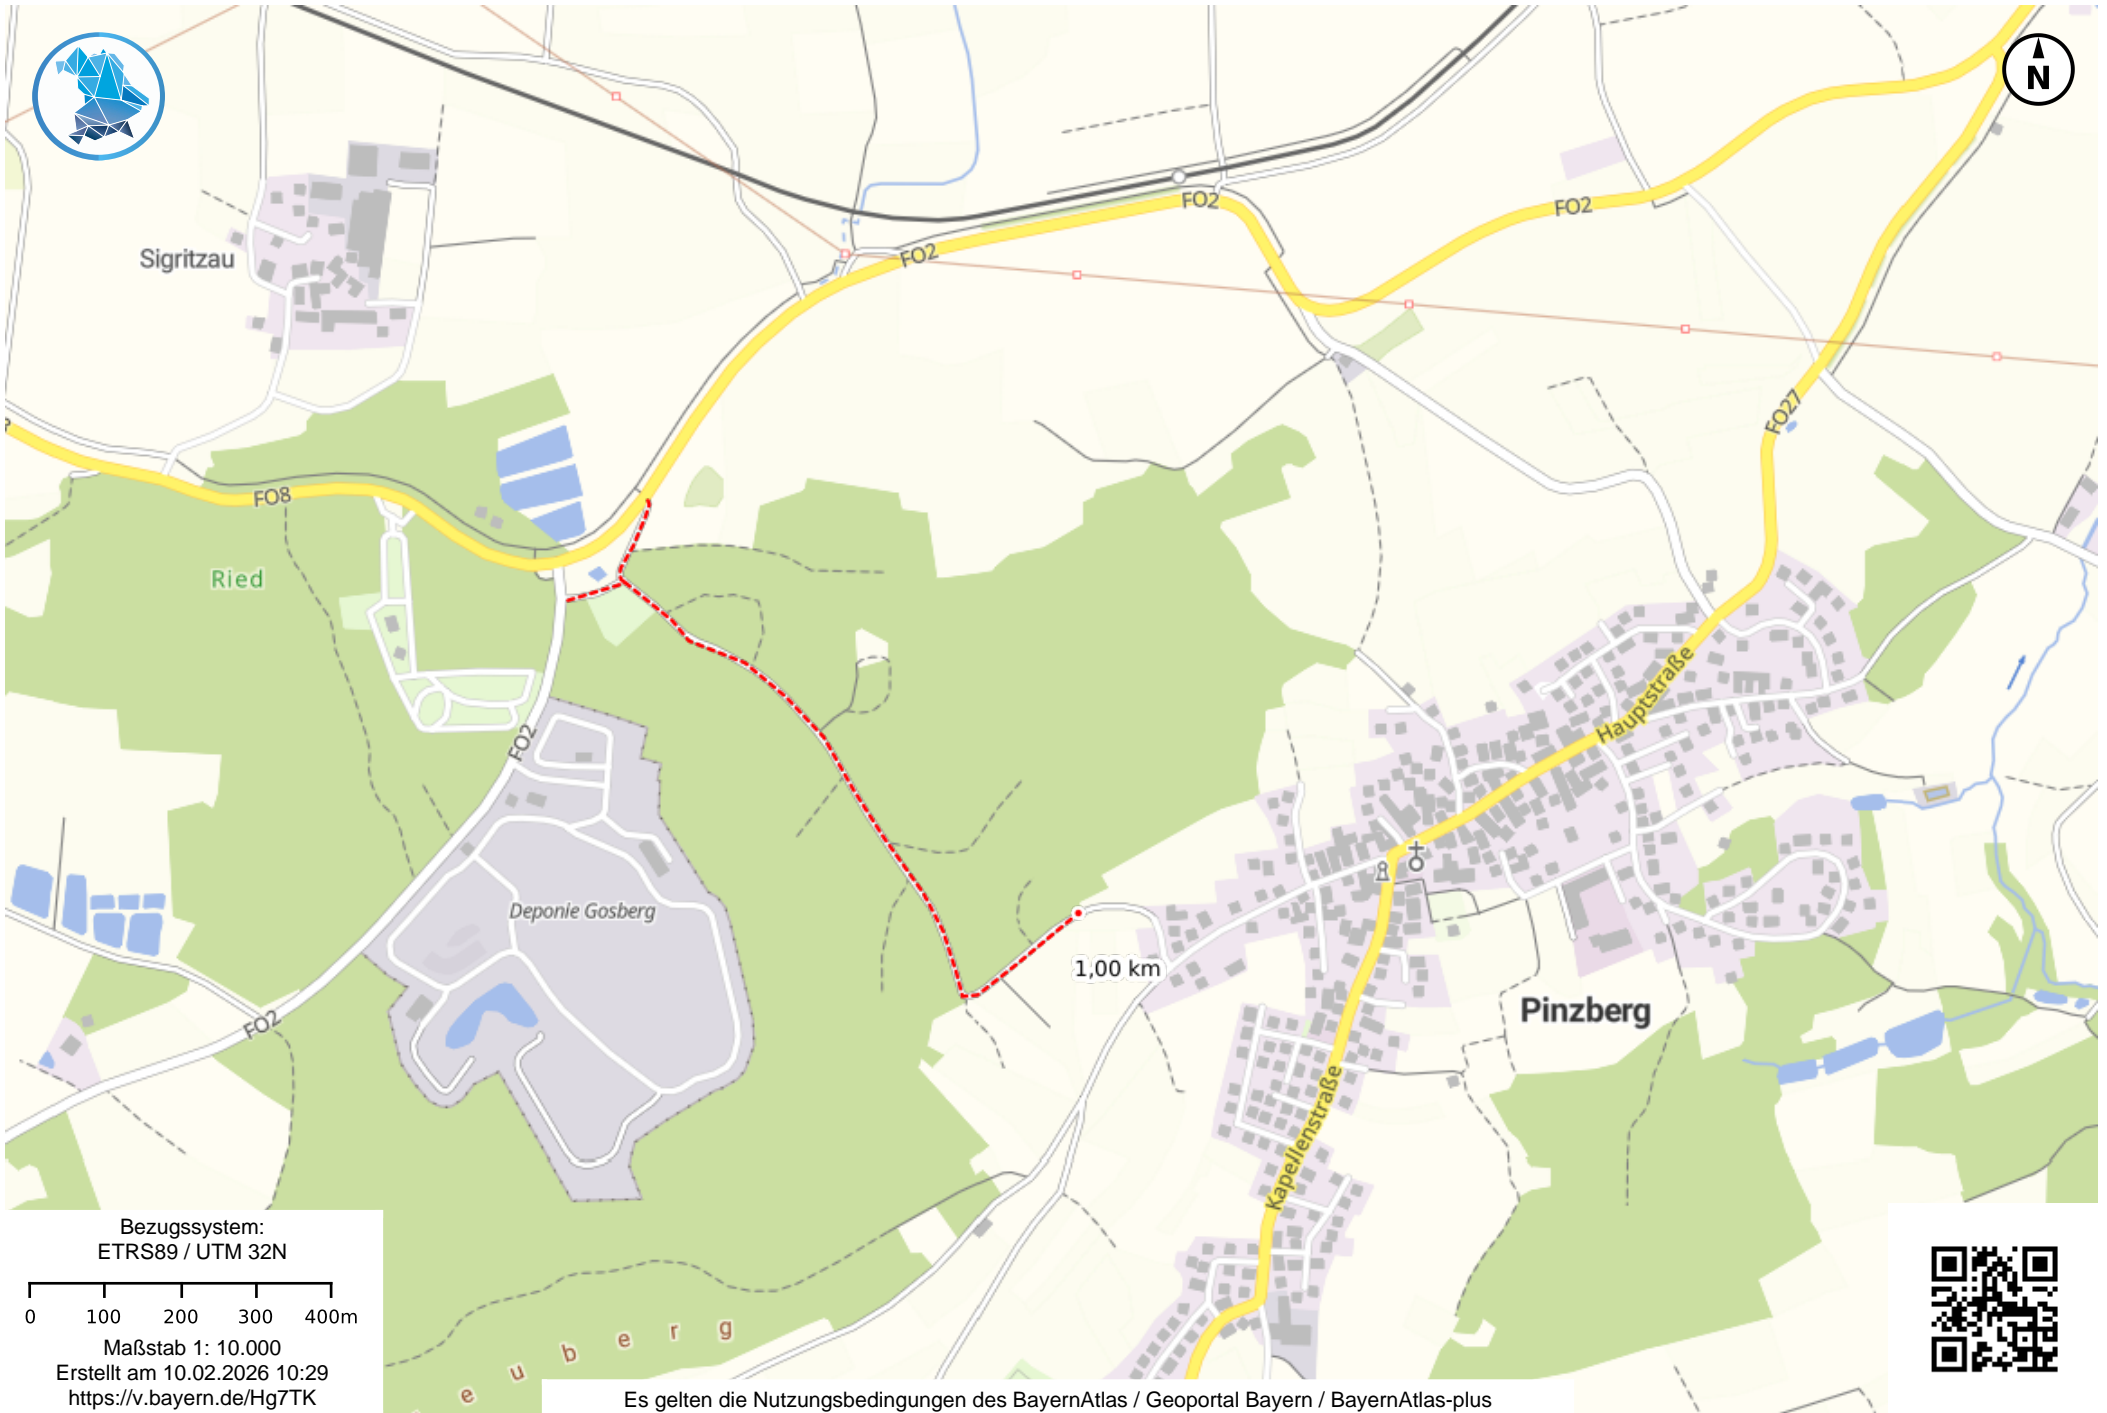 N
FO2
FO2
FO2
Sigritzau
FO27
FO8
Ried
Hauptstraße
FO2
Deponie Gosberg
1,00 km
Pinzberg
FO2
Kapellenstraße
e u b e r g
Bezugssystem:
ETRS89 / UTM 32N
0 100 200 300 400m
Maßstab 1: 10.000
Erstellt am 10.02.2026 10:29
https://v.bayern.de/Hg7TK
Es gelten die Nutzungsbedingungen des BayernAtlas / Geoportal Bayern / BayernAtlas-plus